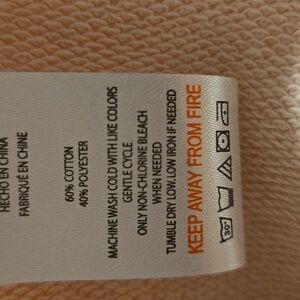 HECHO EN CHINA
FABRIQUÉ EN CHINE
60% COTTON
40% POLYESTER
MACHINE WASH COLD WITH LIKE COLORS
GENTLE CYCLE
ONLY NON-CHLORINE BLEACH
WHEN NEEDED
TUMBLE DRY LOW, LOW IRON IF NEEDED
KEEP AWAY FROM FIRE
30°